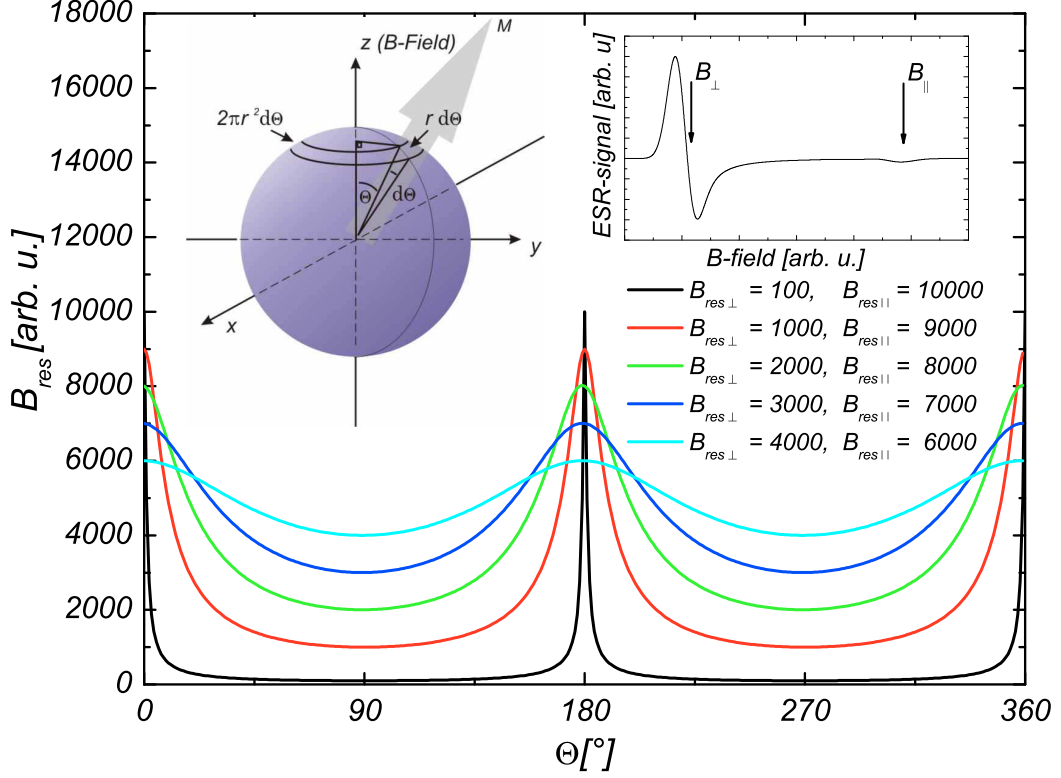 18000
16000
14000
12000
10000
8000
6000
4000
2000
0
B_res [arb. u.]
0
90
180
270
360
Θ[°]
z (B-Field)
M
2πr ²dΘ
r dΘ
Θ
dΘ
y
x
ESR-signal [arb. u]
B⊥
B||
B-field [arb. u.]
B_res⊥ = 100, B_res|| = 10000
B_res⊥ = 1000, B_res|| = 9000
B_res⊥ = 2000, B_res|| = 8000
B_res⊥ = 3000, B_res|| = 7000
B_res⊥ = 4000, B_res|| = 6000